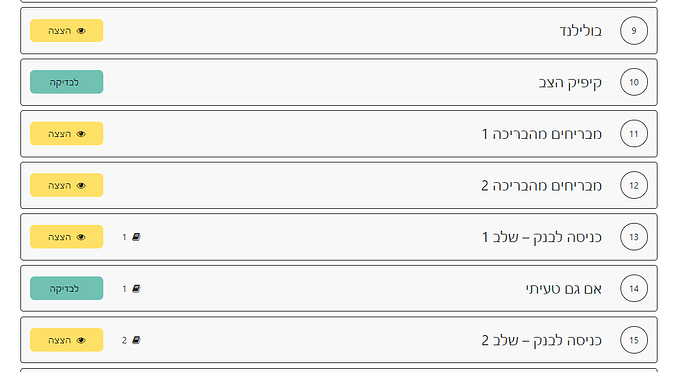 9 בולילנד הצצה
10 קיפיק הצב לבדיקה
11 מבריחים מהבריכה 1 הצצה
12 מבריחים מהבריכה 2 הצצה
13 כניסה לבנק – שלב 1 1 הצצה
14 אם גם טעיתי 1 לבדיקה
15 כניסה לבנק – שלב 2 2 הצצה